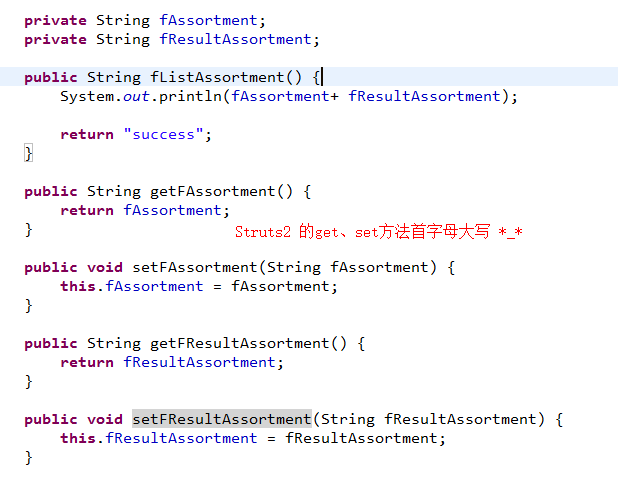 private String fAssortment;
private String fResultAssortment;
public String fListAssortment() {
System.out.println(fAssortment+ fResultAssortment);
return "success";
}
public String getFAssortment() {
return fAssortment;
}
Struts2 的get、set方法首字母大写 *_*
public void setFAssortment(String fAssortment) {
this.fAssortment = fAssortment;
}
public String getFResultAssortment() {
return fResultAssortment;
}
public void setFResultAssortment(String fResultAssortment) {
this.fResultAssortment = fResultAssortment;
}